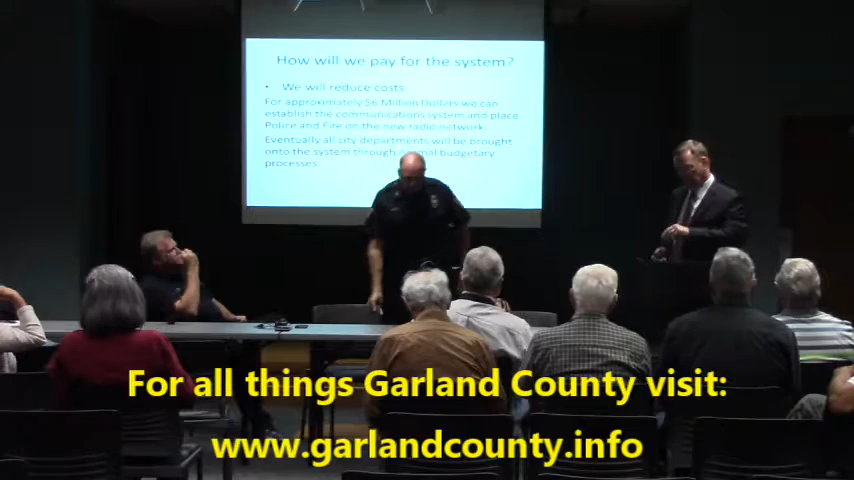 How will we pay for the system?
• We will reduce costs.
For approximately $6 Million Dollars we can
establish the communications system and place
Police and Fire on the new radio network.
Eventually all city departments will be brought
onto the system through normal budgetary
processes.
For all things Garland County visit:
www.garlandcounty.info